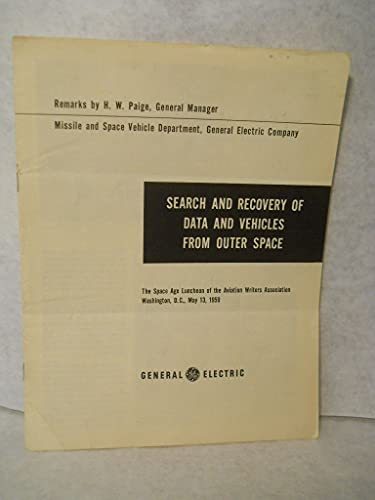 Remarks by H. W. Paige, General Manager
Missile and Space Vehicle Department, General Electric Company
SEARCH AND RECOVERY OF
DATA AND VEHICLES
FROM OUTER SPACE
The Space Age Luncheon of the Aviation Writers Association
Washington, D.C., May 13, 1959
GENERAL ELECTRIC